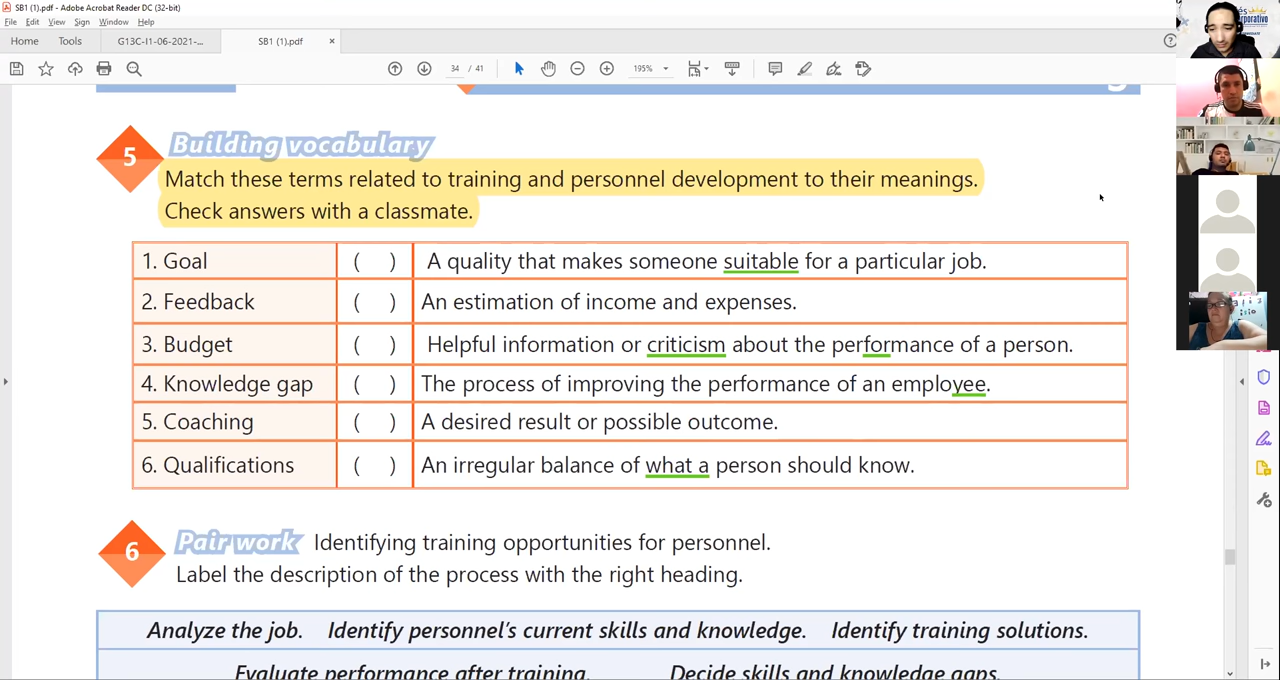 SB1 (1).pdf - Adobe Acrobat Reader DC (32-bit)
File Edit View Sign Window Help
Home Tools G13C-I1-06-2021-... SB1 (1).pdf ×
34 / 41 195%
5 Building vocabulary
Match these terms related to training and personnel development to their meanings.
Check answers with a classmate.
1. Goal ( ) A quality that makes someone suitable for a particular job.
2. Feedback ( ) An estimation of income and expenses.
3. Budget ( ) Helpful information or criticism about the performance of a person.
4. Knowledge gap ( ) The process of improving the performance of an employee.
5. Coaching ( ) A desired result or possible outcome.
6. Qualifications ( ) An irregular balance of what a person should know.
6 Pair work Identifying training opportunities for personnel.
Label the description of the process with the right heading.
Analyze the job. Identify personnel's current skills and knowledge. Identify training solutions.
Evaluate performance after training. Decide skills and knowledge gaps.